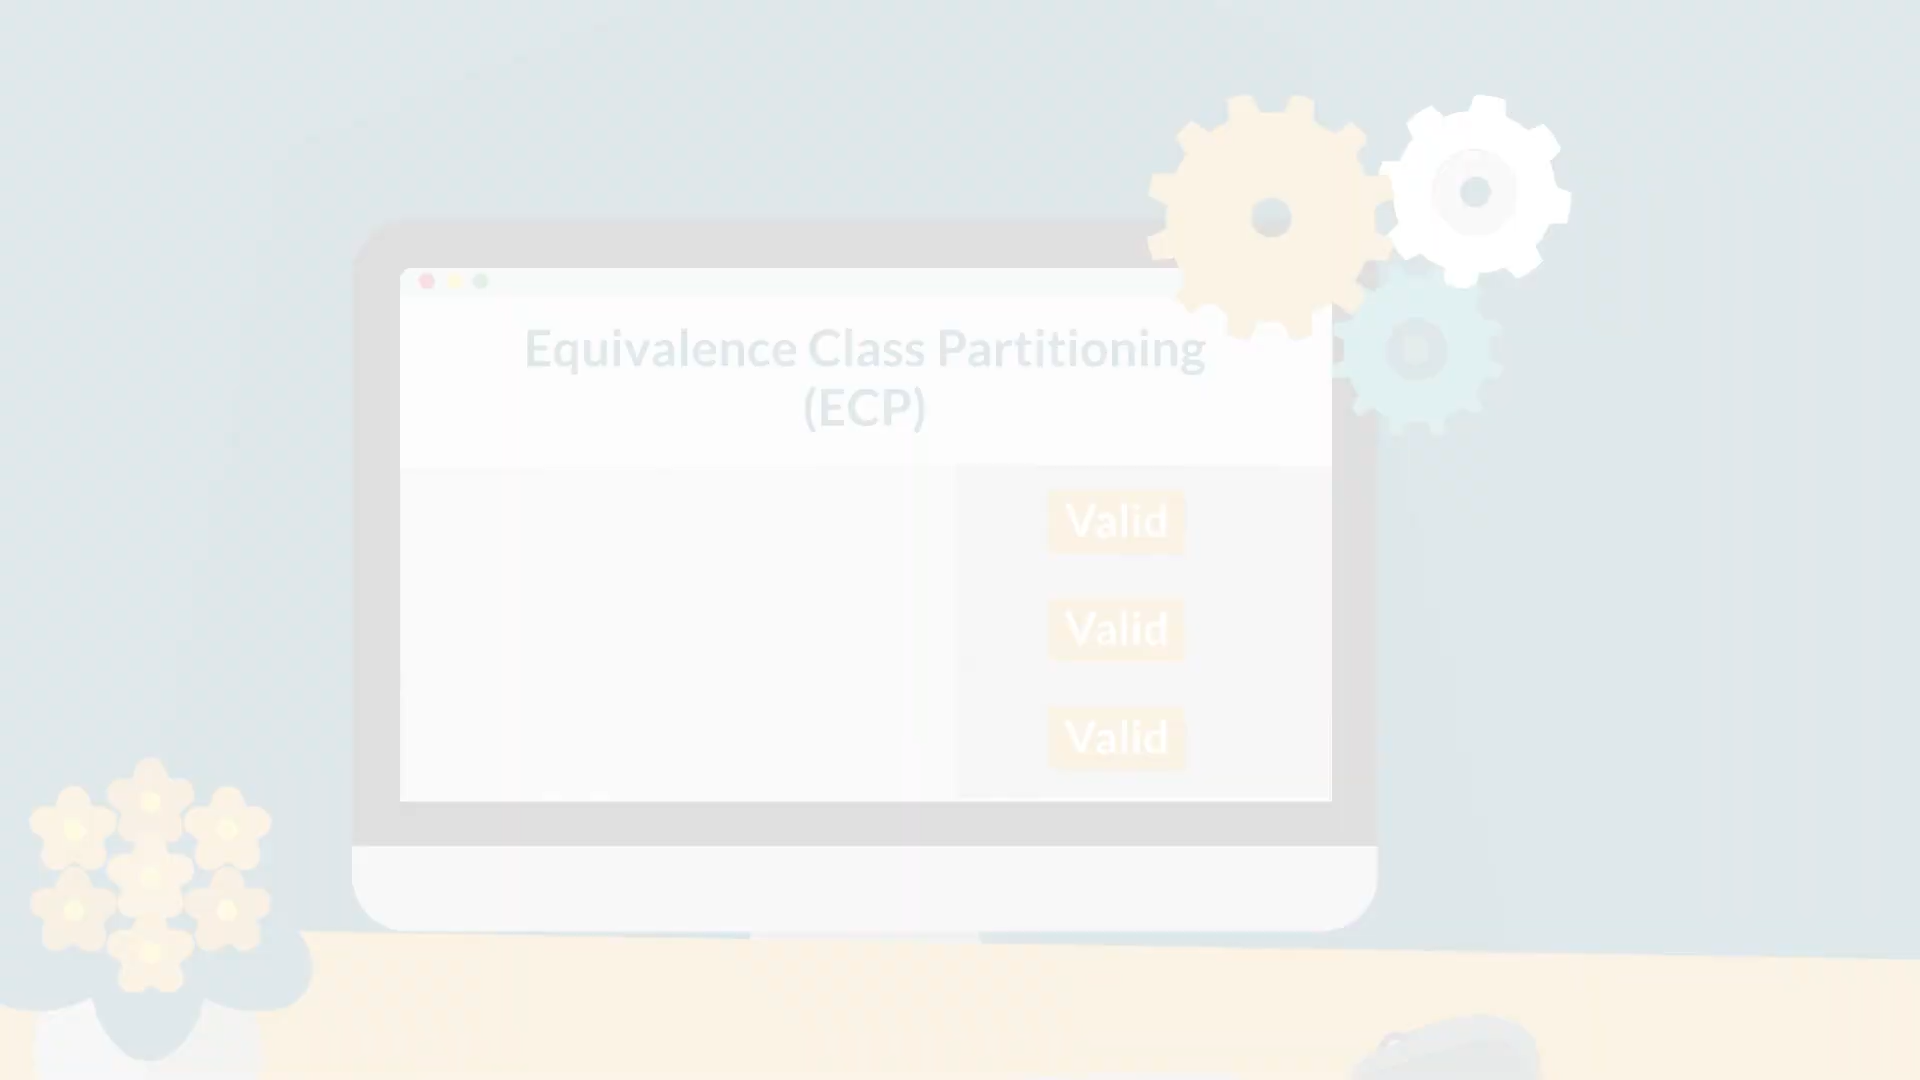 Equivalence Class Partitioning
(ECP)
Valid
Valid
Valid